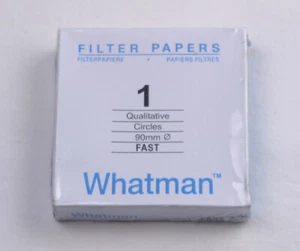 FILTER PAPERS
FILTERPAPIERE • PAPIERS-FILTRES
1
Qualitative
Circles
90mm Ø
FAST
Whatman™